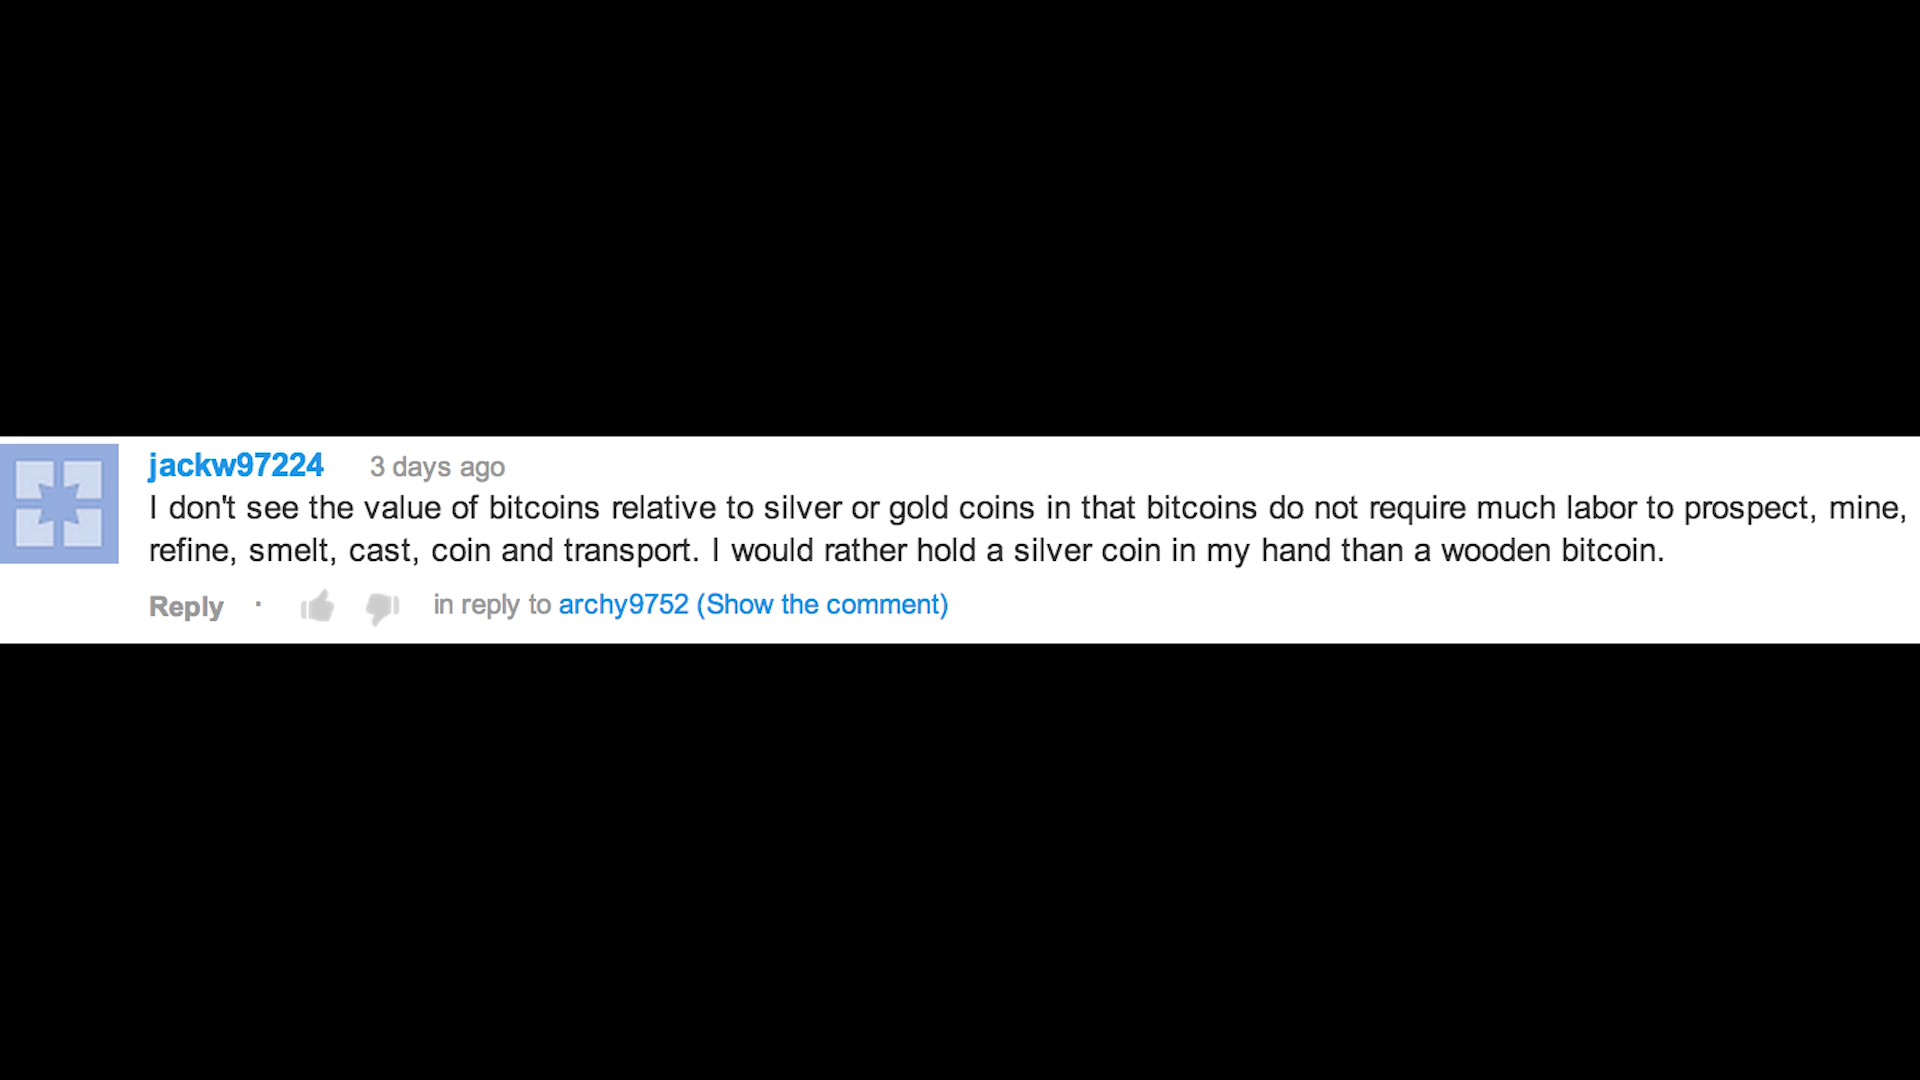 jackw97224 3 days ago
I don't see the value of bitcoins relative to silver or gold coins in that bitcoins do not require much labor to prospect, mine,
refine, smelt, cast, coin and transport. I would rather hold a silver coin in my hand than a wooden bitcoin.
Reply · in reply to archy9752 (Show the comment)